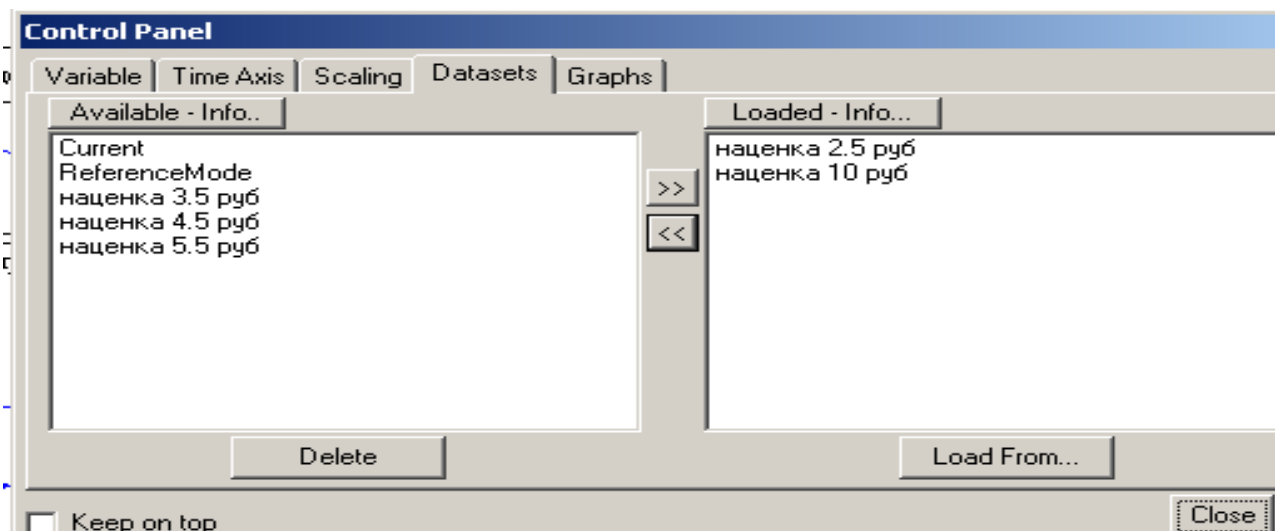 Control Panel
Variable Time Axis Scaling Datasets Graphs
Available - Info.. Loaded - Info...
Current
ReferenceMode
наценка 3.5 руб
наценка 4.5 руб
наценка 5.5 руб
>>
<<
наценка 2.5 руб
наценка 10 руб
Delete Load From...
Keep on top Close